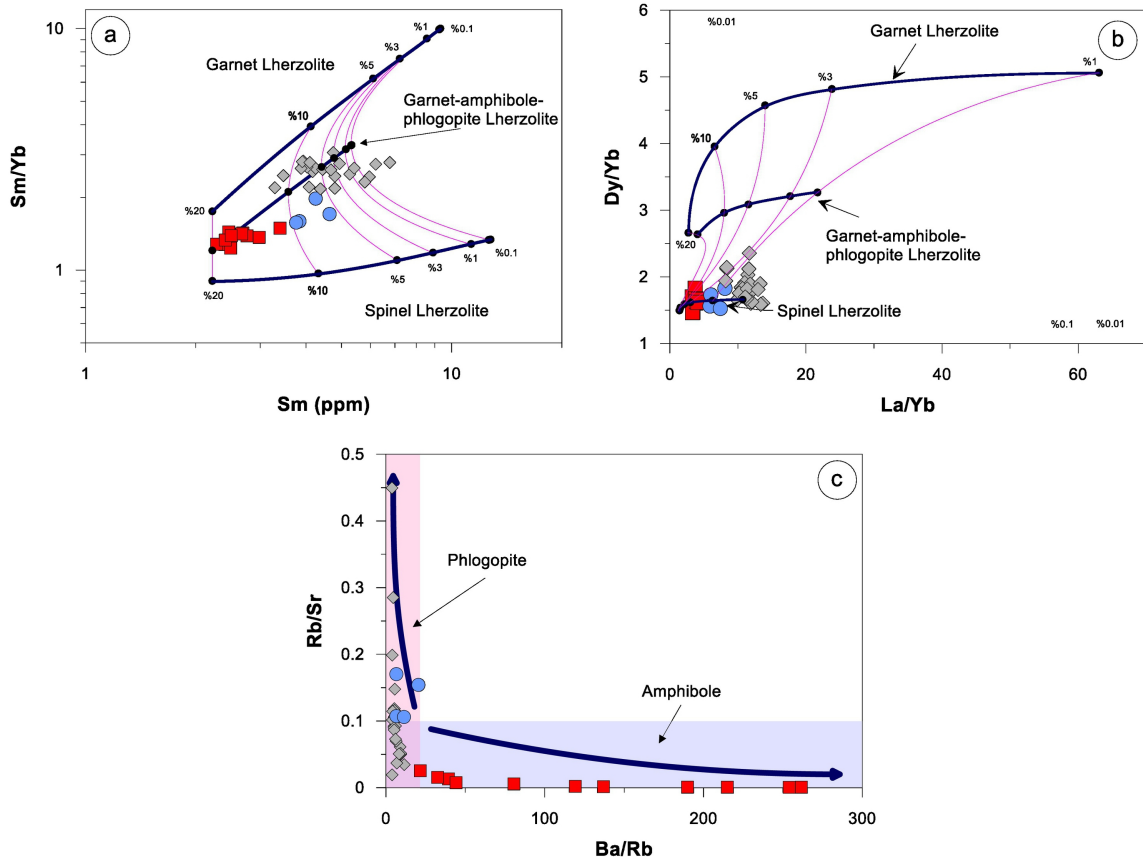 a
10
1
Sm/Yb
1
10
Sm (ppm)
%1
%0.1
%3
%5
%10
%20
Garnet Lherzolite
Garnet-amphibole-
phlogopite Lherzolite
%20
%10
%5
%3
%1
%0.1
Spinel Lherzolite
b
6
5
4
3
2
1
Dy/Yb
0
20
40
60
La/Yb
%0.01
Garnet Lherzolite
%1
%3
%5
%10
%20
Garnet-amphibole-
phlogopite Lherzolite
Spinel Lherzolite
%0.1
%0.01
c
0.5
0.4
0.3
0.2
0.1
0
Rb/Sr
Phlogopite
Amphibole
0
100
200
300
Ba/Rb